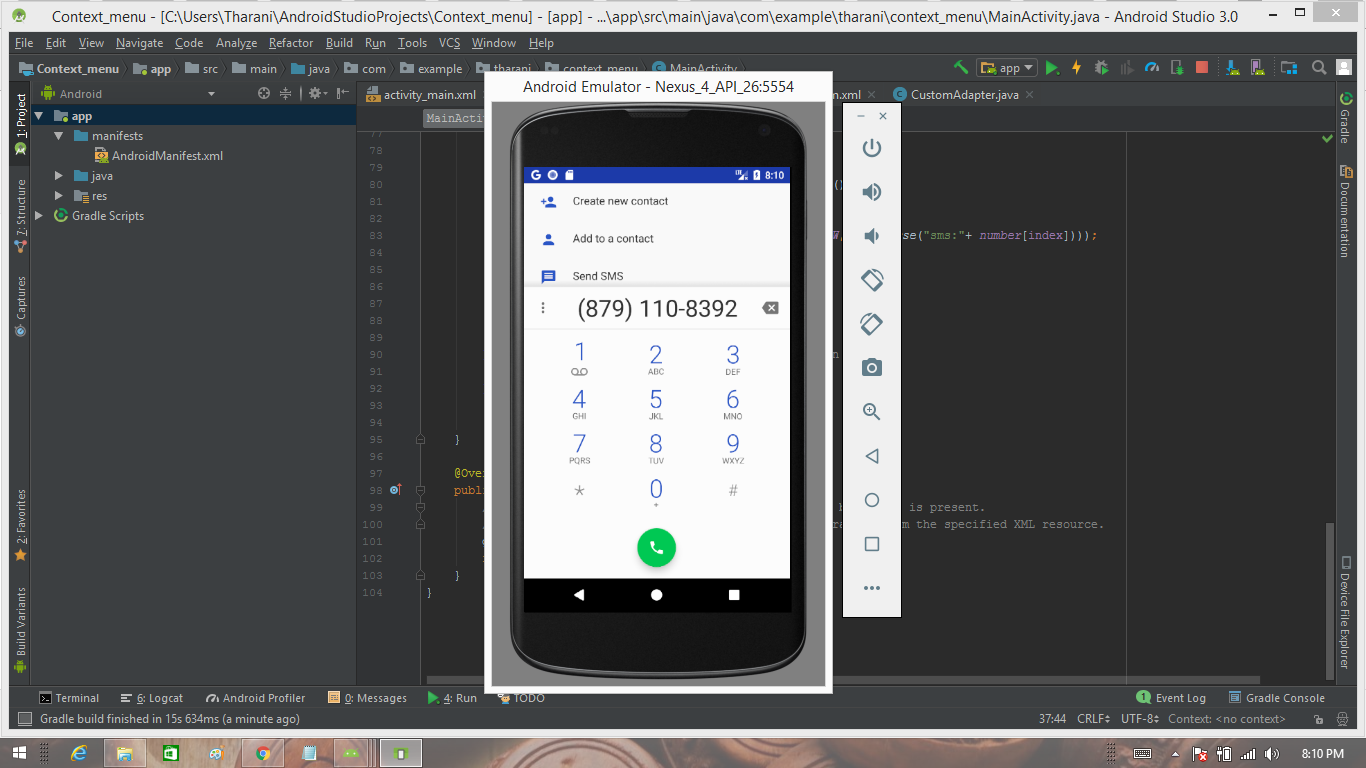 Context_menu - [C:\Users\Tharani\AndroidStudioProjects\Context_menu] - [app] - ...\app\src\main\java\com\example\tharani\context_menu\MainActivity.java - Android Studio 3.0
File Edit View Navigate Code Analyze Refactor Build Run Tools VCS Window Help
Context_menu app src main java com example tharani context_menu MainActivity
app
Android Emulator - Nexus_4_API_26:5554
1: Project
7: Structure
Captures
2: Favorites
Build Variants
Android
app
manifests
AndroidManifest.xml
java
res
Gradle Scripts
activity_main.xml
.xml
CustomAdapter.java
MainActi
77
78
79
80 ()
81
82
83 se("sms:"+ number[index])));
84
85
86
87
88
89
90 n
91
92
93
94
95 }
96
97 @Over
98 publi
99 is present.
100 m the specified XML resource.
101
102
103 }
104 }
8:10
Create new contact
Add to a contact
Send SMS
(879) 110-8392
1
2 ABC
3 DEF
4 GHI
5 JKL
6 MNO
7 PQRS
8 TUV
9 WXYZ
*
0 +
#
Gradle
Documentation
Device File Explorer
Terminal 6: Logcat Android Profiler 0: Messages 4: Run TODO
1 Event Log Gradle Console
Gradle build finished in 15s 634ms (a minute ago)
37:44 CRLF UTF-8 Context: <no context>
8:10 PM